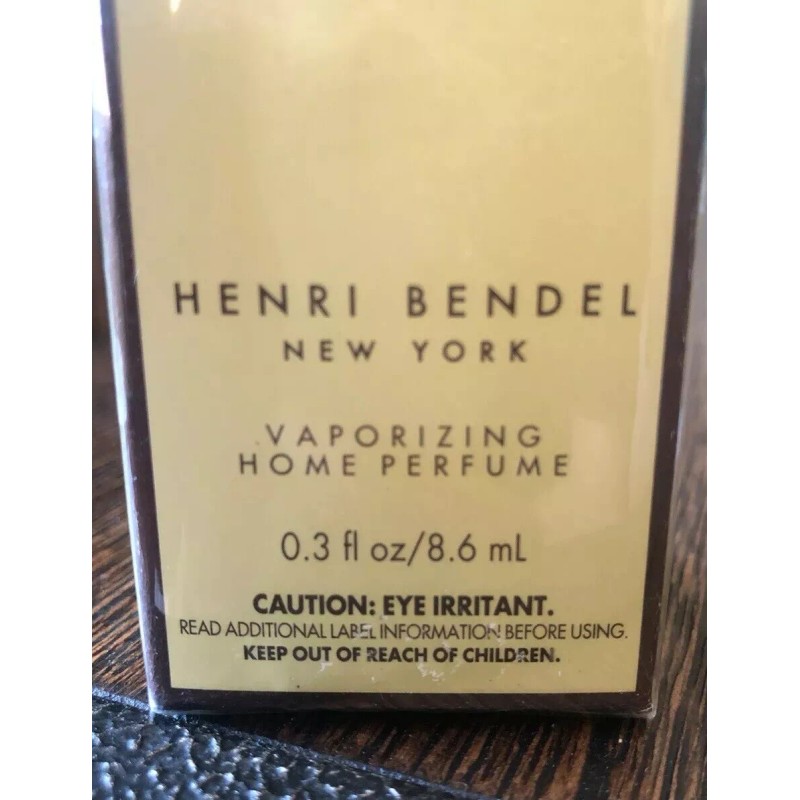 HENRI BENDEL
NEW YORK
VAPORIZING
HOME PERFUME
0.3 fl oz/8.6 mL
CAUTION: EYE IRRITANT.
READ ADDITIONAL LABEL INFORMATION BEFORE USING.
KEEP OUT OF REACH OF CHILDREN.